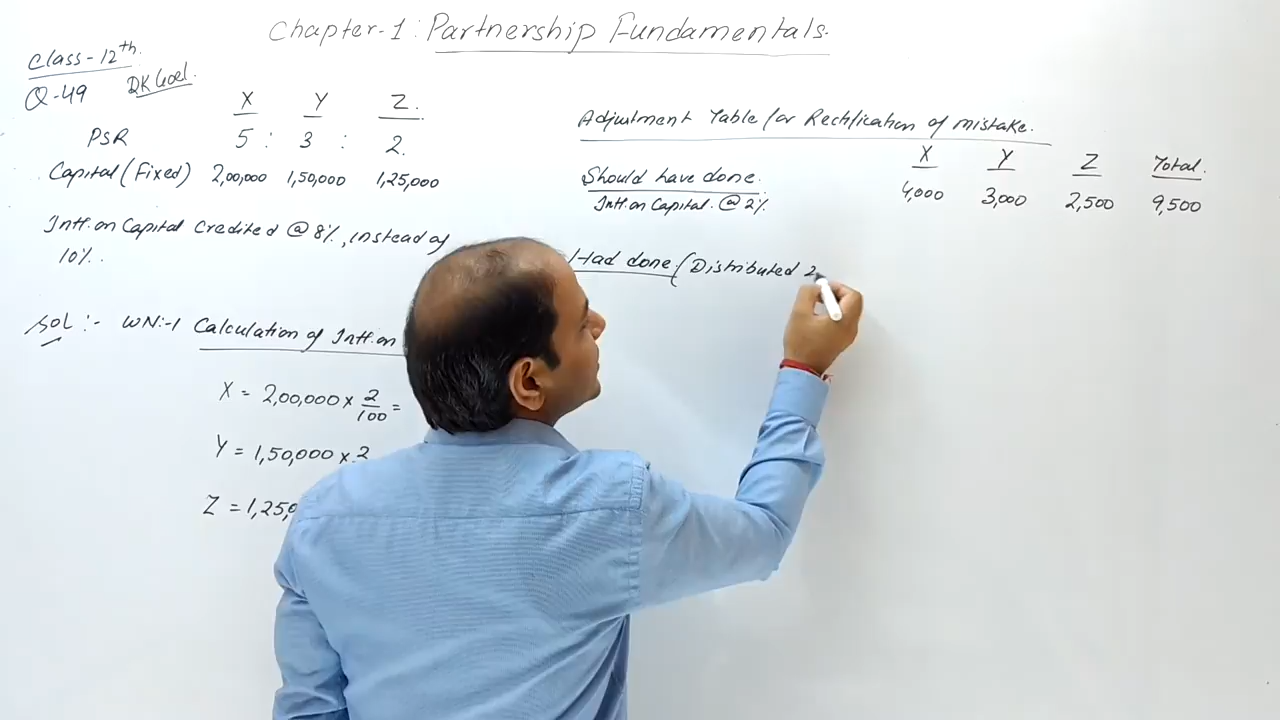 Chapter-1: Partnership Fundamentals.
Class-12th.
Q-49 DK Goel.
X Y Z.
PSR 5 : 3 : 2.
Capital (Fixed) 2,00,000 1,50,000 1,25,000
Intt. on Capital Credited @ 8%, instead of
10%.
Sol :- WN:-1 Calculation of Intt. on
X = 2,00,000 x 2/100 =
Y = 1,50,000 x 2
Z = 1,25,0
Adjustment Table for Rectification of mistake.
X Y Z Total.
Should have done.
Intt. on Capital. @ 2% 4,000 3,000 2,500 9,500
Had done (Distributed